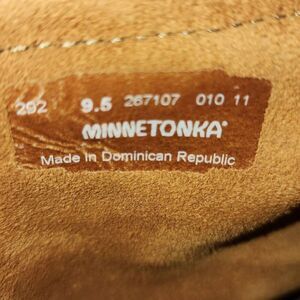 292 9.5 267107 010 11
MINNETONKA®
Made in Dominican Republic